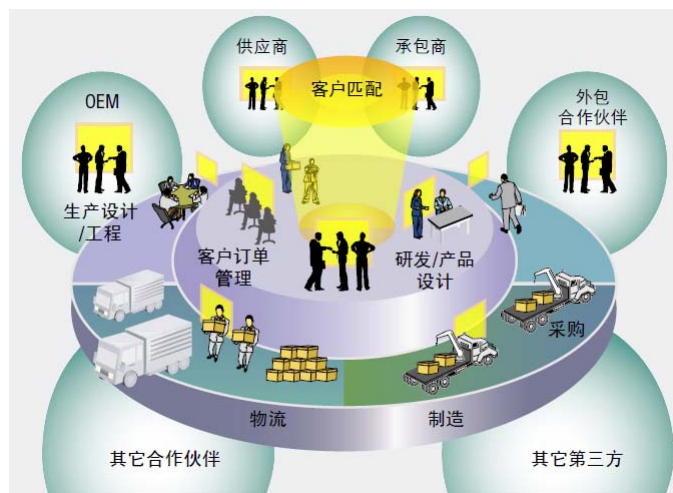 供应商
承包商
客户匹配
OEM
外包
合作伙伴
生产设计
/工程
客户订单
管理
研发/产品
设计
采购
物流
制造
其它合作伙伴
其它第三方